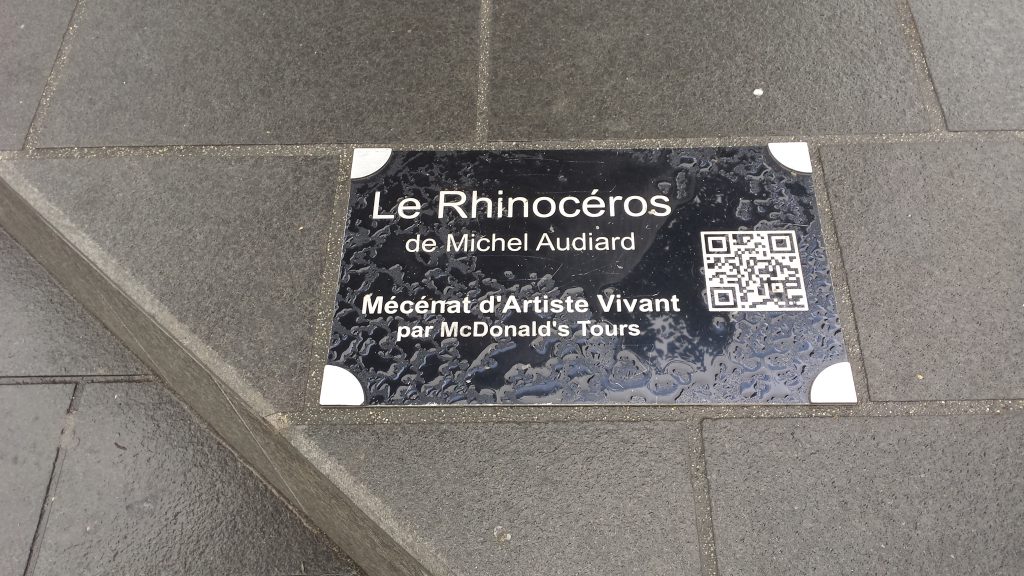 Le Rhinocéros
de Michel Audiard
Mécénat d'Artiste Vivant
par McDonald's Tours